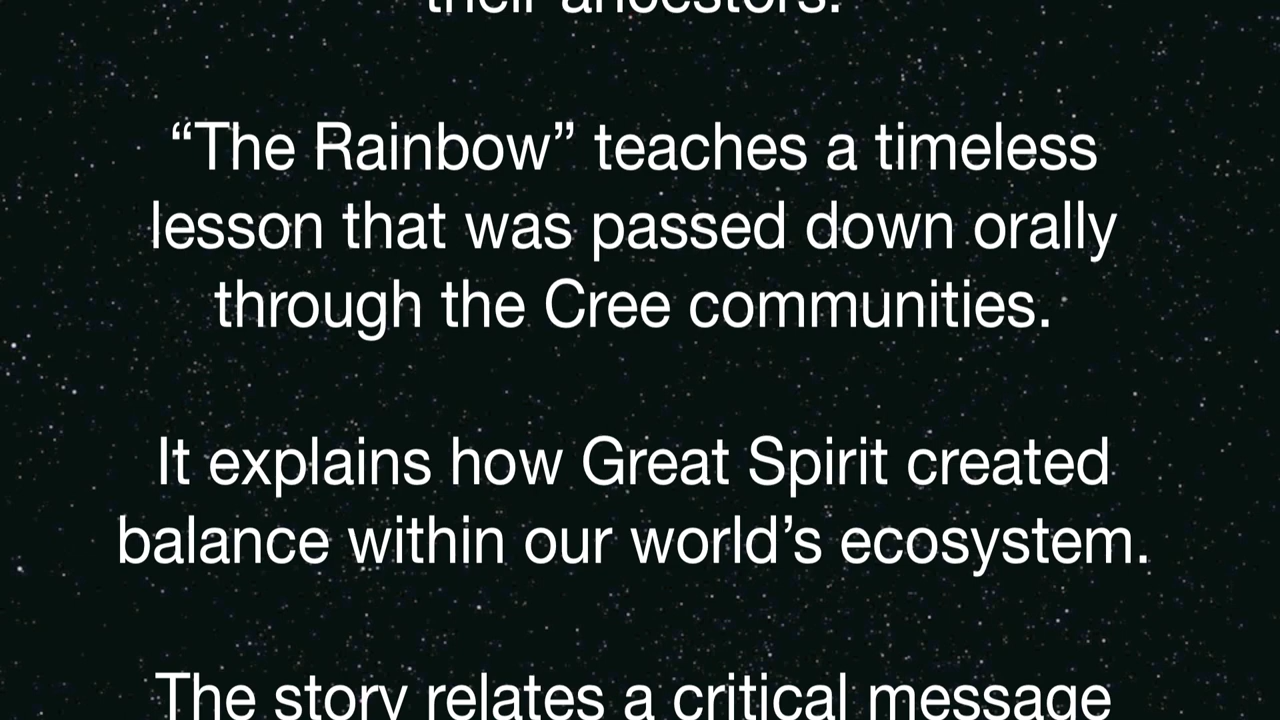 their ancestors.
“The Rainbow” teaches a timeless
lesson that was passed down orally
through the Cree communities.
It explains how Great Spirit created
balance within our world’s ecosystem.
The story relates a critical message